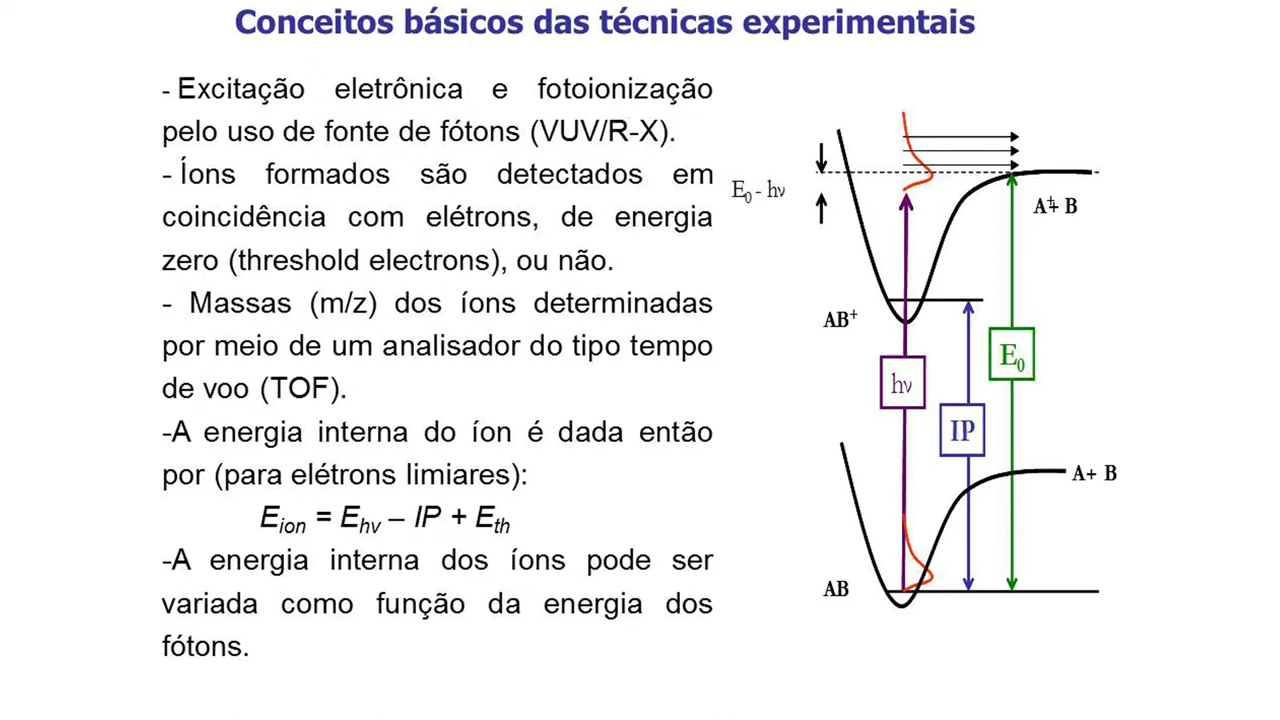 Conceitos básicos das técnicas experimentais
- Excitação eletrônica e fotoionização
pelo uso de fonte de fótons (VUV/R-X).
- Íons formados são detectados em
coincidência com elétrons, de energia
zero (threshold electrons), ou não.
- Massas (m/z) dos íons determinadas
por meio de um analisador do tipo tempo
de voo (TOF).
-A energia interna do íon é dada então
por (para elétrons limiares):
Eion = Ehv – IP + Eth
-A energia interna dos íons pode ser
variada como função da energia dos
fótons.
E0 - hν
A+ + B
AB+
E0
hν
IP
A+ B
AB